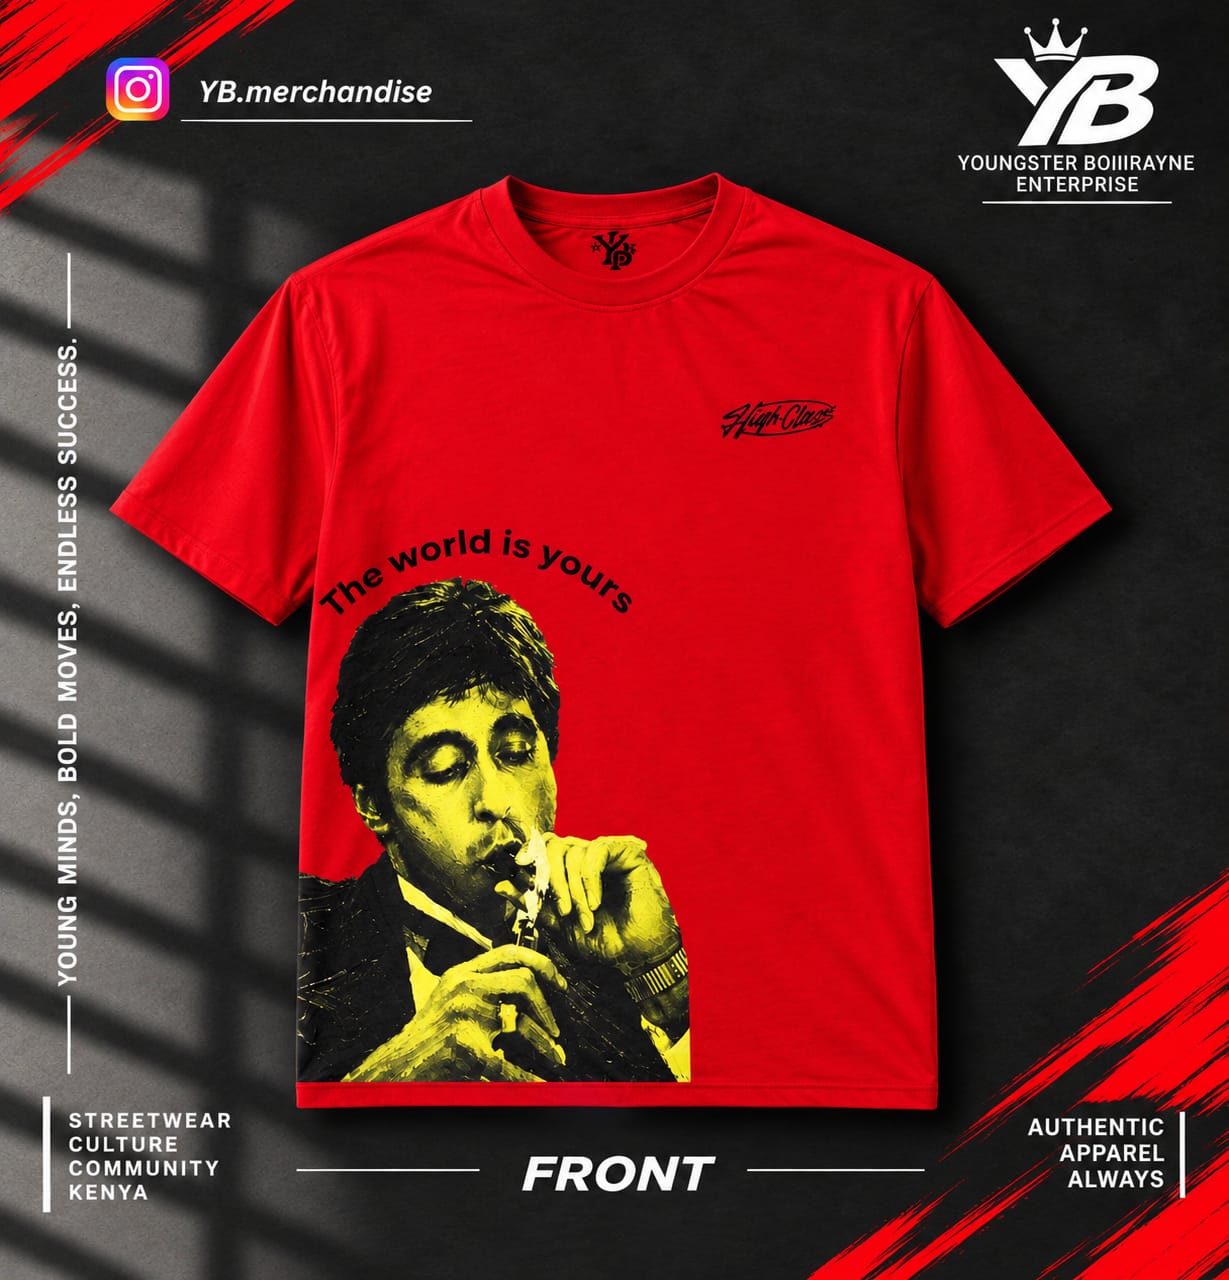 YB.merchandise
YB
YOUNGSTER BOIIIRAYNE
ENTERPRISE
YB
High-Class
The world is yours
YOUNG MINDS, BOLD MOVES, ENDLESS SUCCESS.
STREETWEAR
CULTURE
COMMUNITY
KENYA
FRONT
AUTHENTIC
APPAREL
ALWAYS